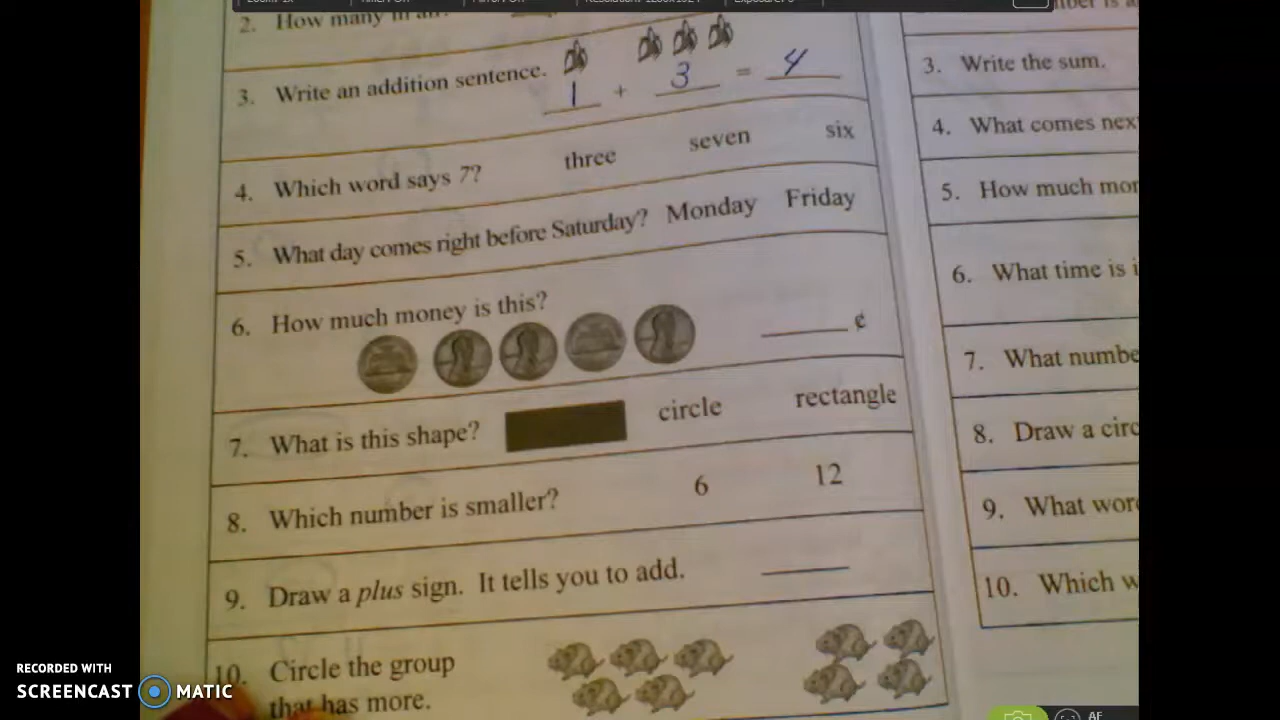 2. How many in all?
3. Write an addition sentence. 1 + 3 = 4
4. Which word says 7? three seven six
5. What day comes right before Saturday? Monday Friday
6. How much money is this? ¢
7. What is this shape? circle rectangle
8. Which number is smaller? 6 12
9. Draw a plus sign. It tells you to add.
10. Circle the group
that has more.
3. Write the sum.
4. What comes nex
5. How much mor
6. What time is i
7. What numbe
8. Draw a circ
9. What wor
10. Which w
RECORDED WITH
SCREENCAST MATIC
AF